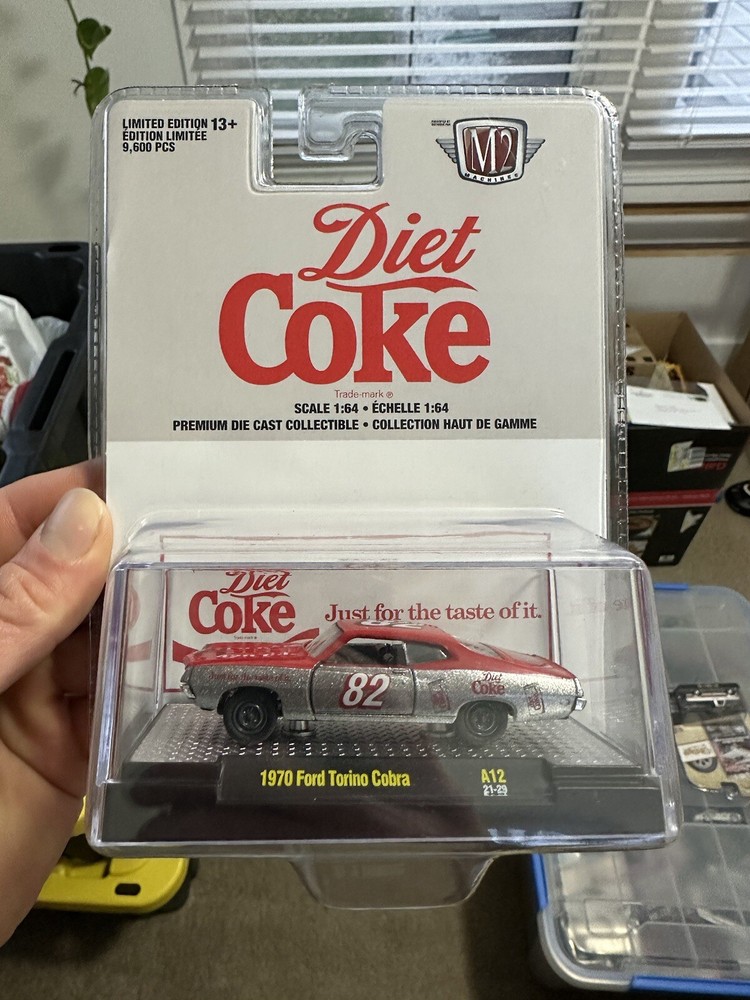 LIMITED EDITION 13+
ÉDITION LIMITÉE
9,600 PCS
M2
MACHINES
Diet
Coke
Trade-mark ®
SCALE 1:64 • ÉCHELLE 1:64
PREMIUM DIE CAST COLLECTIBLE • COLLECTION HAUT DE GAMME
Diet
Coke
Just for the taste of it.
82
Diet
Coke
1970 Ford Torino Cobra
A12
21-29